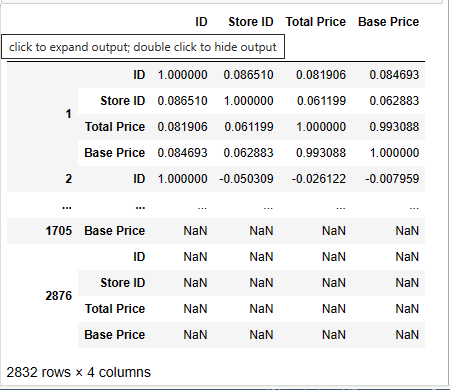 ID Store ID Total Price Base Price
click to expand output; double click to hide output
1 ID 1.000000 0.086510 0.081906 0.084693
Store ID 0.086510 1.000000 0.061199 0.062883
Total Price 0.081906 0.061199 1.000000 0.993088
Base Price 0.084693 0.062883 0.993088 1.000000
2 ID 1.000000 -0.050309 -0.026122 -0.007959
... ... ... ... ... ...
1705 Base Price NaN NaN NaN NaN
2876 ID NaN NaN NaN NaN
Store ID NaN NaN NaN NaN
Total Price NaN NaN NaN NaN
Base Price NaN NaN NaN NaN
2832 rows × 4 columns